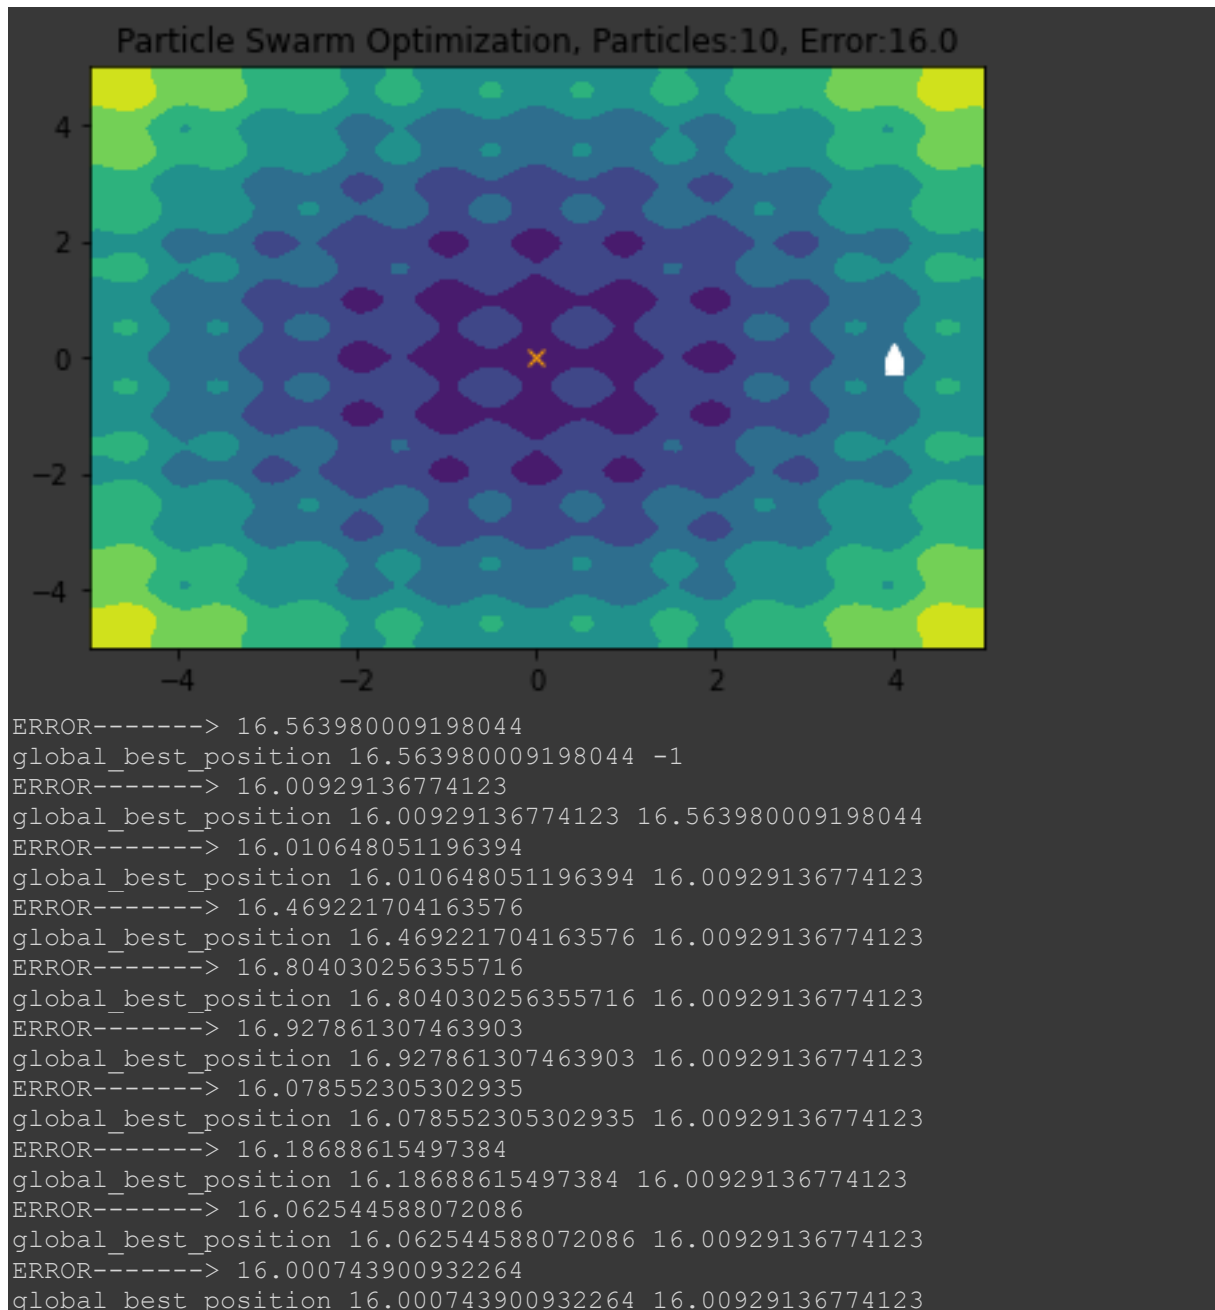 Particle Swarm Optimization, Particles:10, Error:16.0
4
2
0
−2
−4
−4 −2 0 2 4
ERROR-------> 16.563980009198044
global_best_position 16.563980009198044 -1
ERROR-------> 16.00929136774123
global_best_position 16.00929136774123 16.563980009198044
ERROR-------> 16.010648051196394
global_best_position 16.010648051196394 16.00929136774123
ERROR-------> 16.469221704163576
global_best_position 16.469221704163576 16.00929136774123
ERROR-------> 16.804030256355716
global_best_position 16.804030256355716 16.00929136774123
ERROR-------> 16.927861307463903
global_best_position 16.927861307463903 16.00929136774123
ERROR-------> 16.078552305302935
global_best_position 16.078552305302935 16.00929136774123
ERROR-------> 16.18688615497384
global_best_position 16.18688615497384 16.00929136774123
ERROR-------> 16.062544588072086
global_best_position 16.062544588072086 16.00929136774123
ERROR-------> 16.000743900932264
global_best_position 16.000743900932264 16.00929136774123